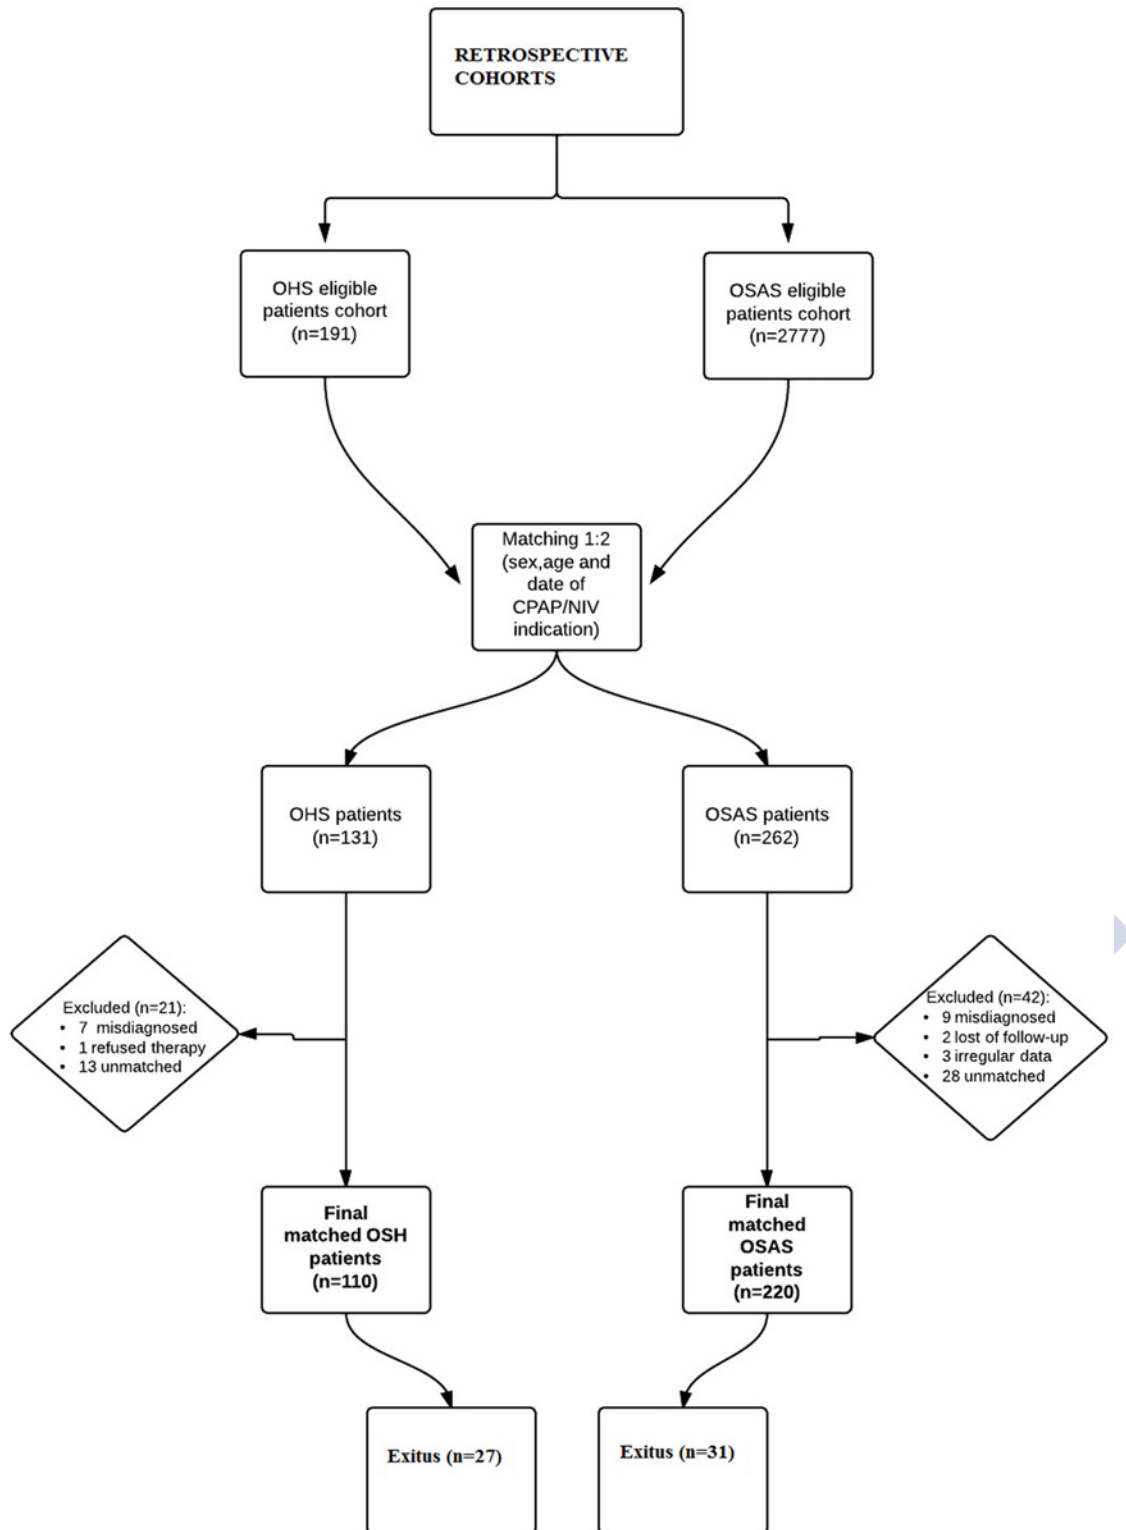 RETROSPECTIVE
COHORTS
OHS eligible
patients cohort
(n=191)
OSAS eligible
patients cohort
(n=2777)
Matching 1:2
(sex,age and
date of
CPAP/NIV
indication)
OHS patients
(n=131)
OSAS patients
(n=262)
Excluded (n=21):
• 7 misdiagnosed
• 1 refused therapy
• 13 unmatched
Excluded (n=42):
• 9 misdiagnosed
• 2 lost of follow-up
• 3 irregular data
• 28 unmatched
Final
matched OSH
patients
(n=110)
Final
matched
OSAS
patients
(n=220)
Exitus (n=27)
Exitus (n=31)